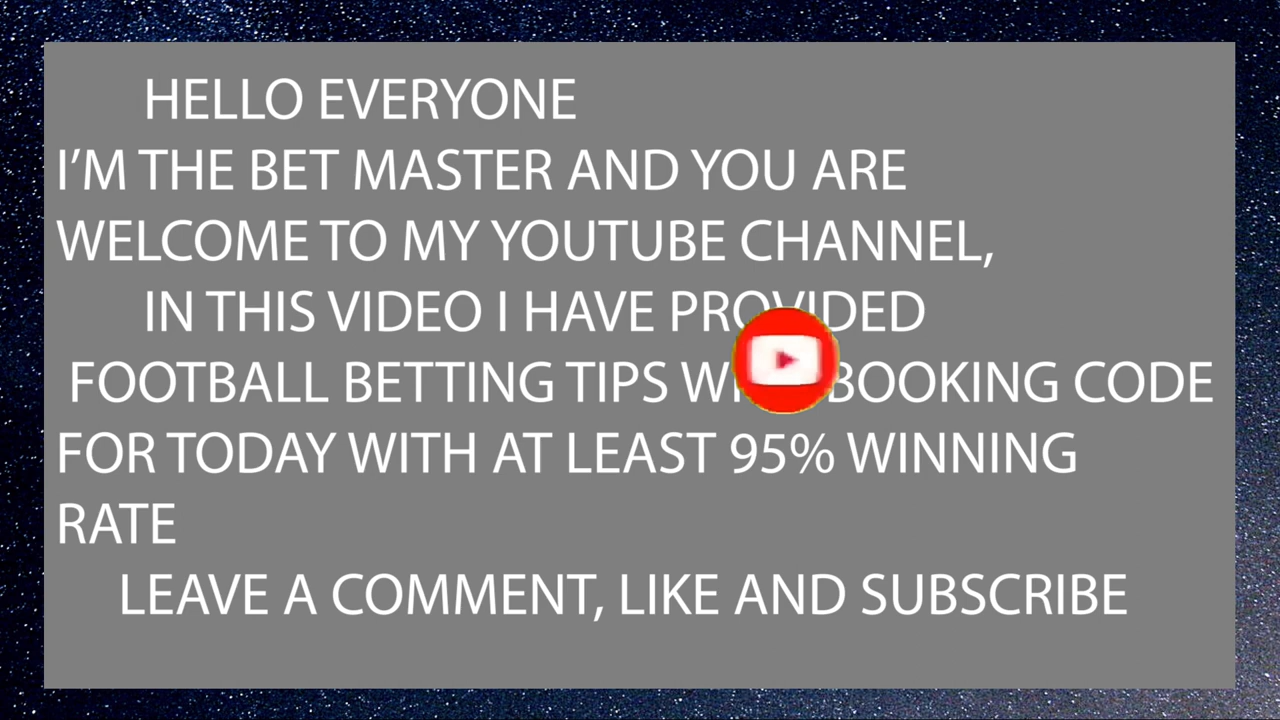 HELLO EVERYONE
I'M THE BET MASTER AND YOU ARE
WELCOME TO MY YOUTUBE CHANNEL,
IN THIS VIDEO I HAVE PROVIDED
FOOTBALL BETTING TIPS BOOKING CODE
FOR TODAY WITH AT LEAST 95% WINNING
RATE
LEAVE A COMMENT, LIKE AND SUBSCRIBE